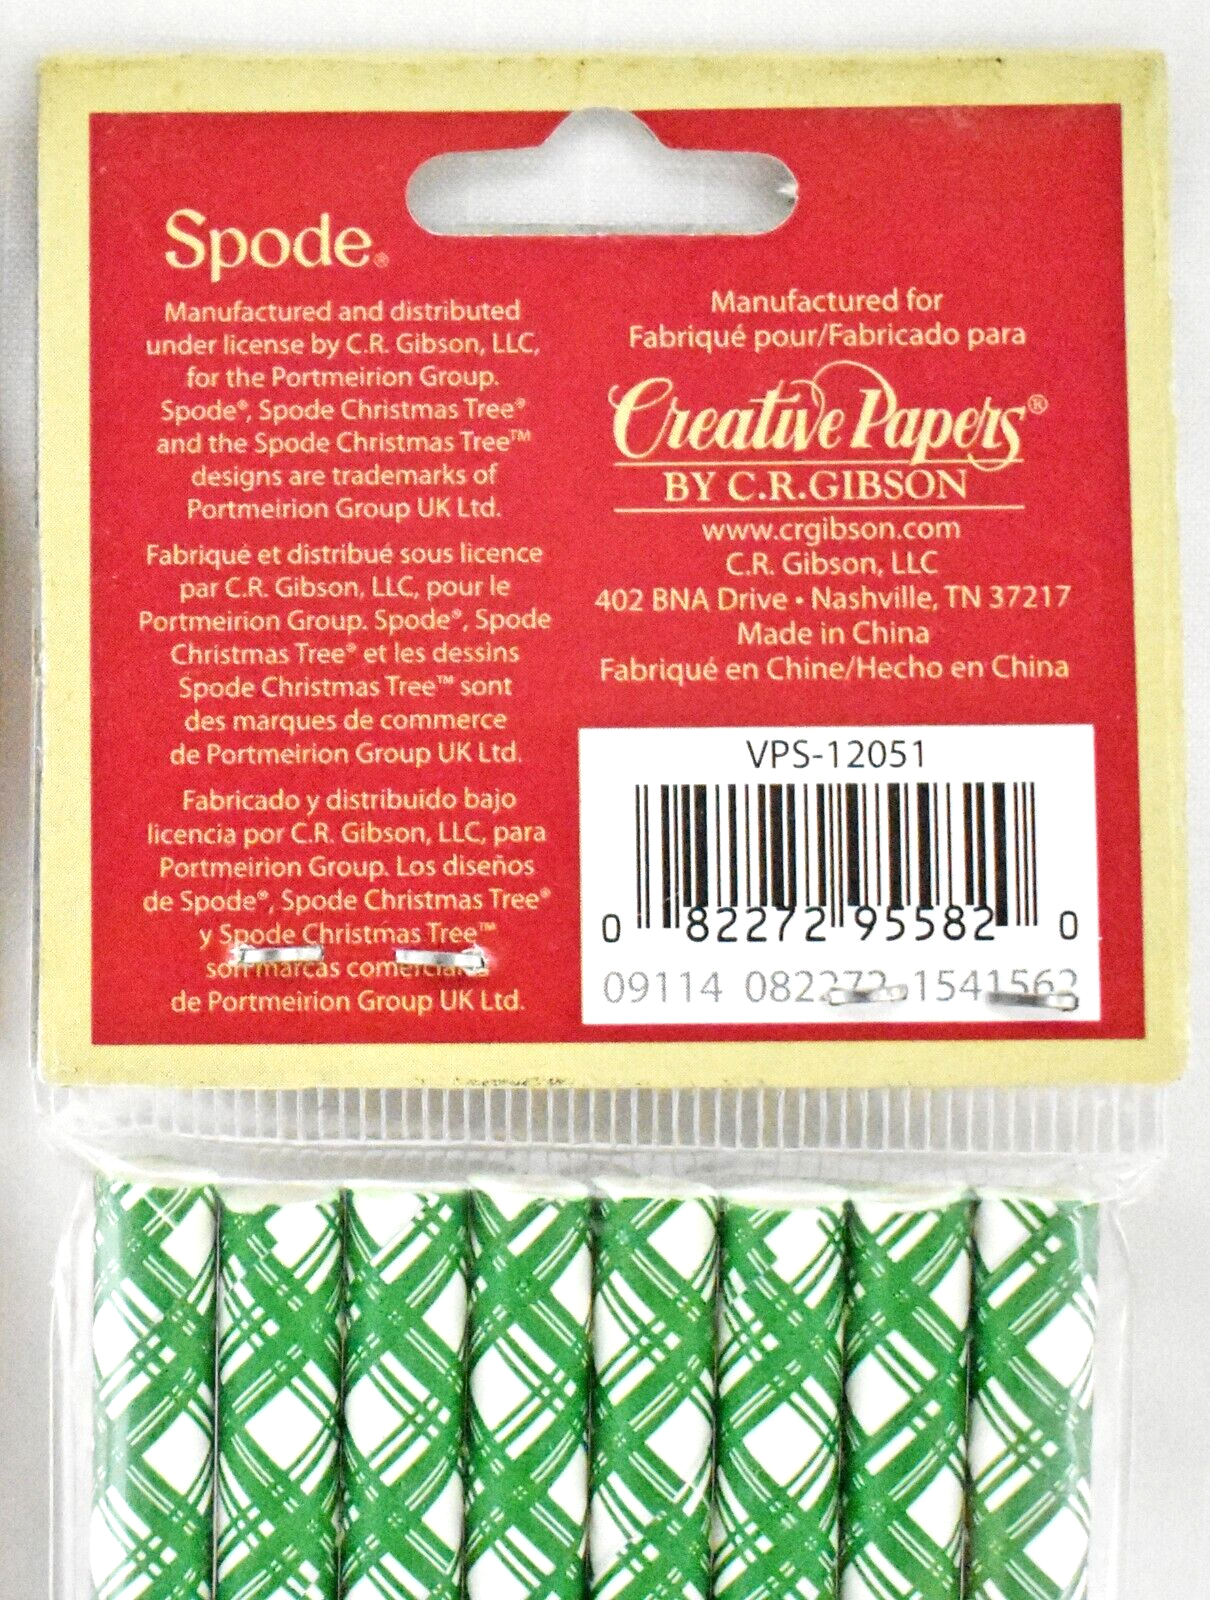 Spode®
Manufactured and distributed
under license by C.R. Gibson, LLC,
for the Portmeirion Group.
Spode®, Spode Christmas Tree®
and the Spode Christmas Tree™
designs are trademarks of
Portmeirion Group UK Ltd.
Fabriqué et distribué sous licence
par C.R. Gibson, LLC, pour le
Portmeirion Group. Spode®, Spode
Christmas Tree® et les dessins
Spode Christmas Tree™ sont
des marques de commerce
de Portmeirion Group UK Ltd.
Fabricado y distribuido bajo
licencia por C.R. Gibson, LLC, para
Portmeirion Group. Los diseños
de Spode®, Spode Christmas Tree®
y Spode Christmas Tree™
son marcas comerciales
de Portmeirion Group UK Ltd.
Manufactured for
Fabriqué pour/Fabricado para
Creative Papers®
BY C.R.GIBSON
www.crgibson.com
C.R. Gibson, LLC
402 BNA Drive • Nashville, TN 37217
Made in China
Fabriqué en Chine/Hecho en China
VPS-12051
0 82272 95582 0
09114 082272 1541562